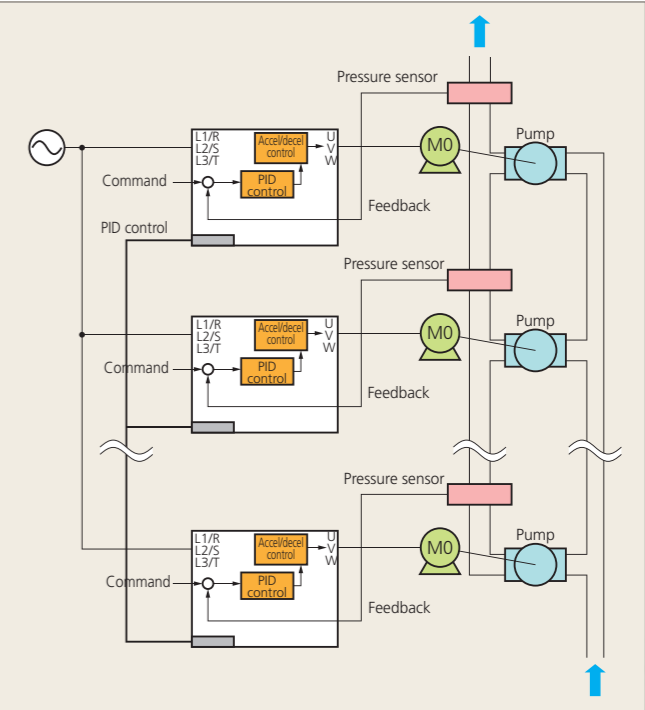 Pressure sensor
L1/R
L2/S
L3/T
Accel/decel
control
U
V
W
M0
Pump
Command
PID
control
Feedback
PID control
Pressure sensor
L1/R
L2/S
L3/T
Accel/decel
control
U
V
W
M0
Pump
Command
PID
control
Feedback
Pressure sensor
L1/R
L2/S
L3/T
Accel/decel
control
U
V
W
M0
Pump
Command
PID
control
Feedback